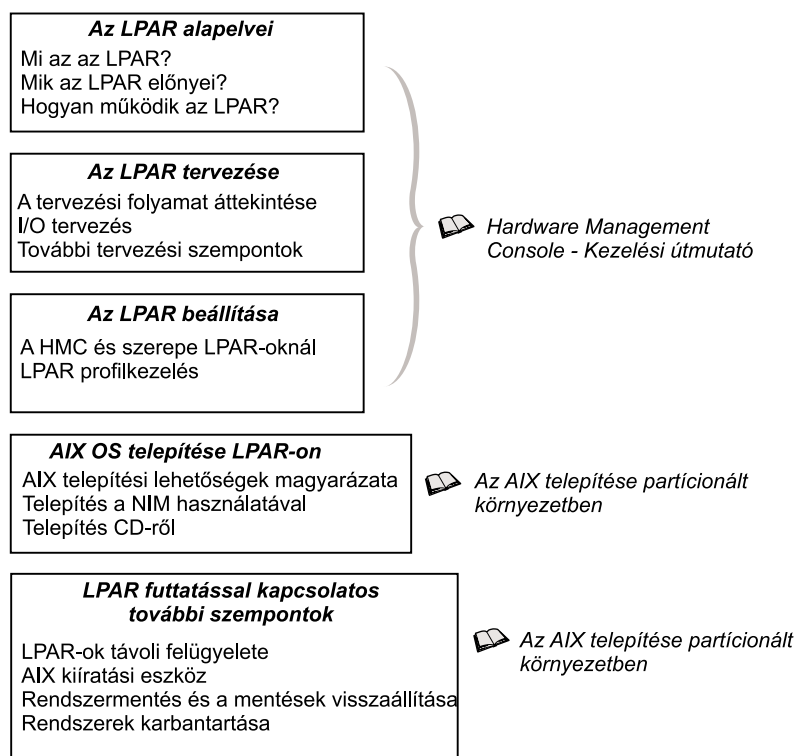 Az LPAR alapelvei
Mi az az LPAR?
Mik az LPAR előnyei?
Hogyan működik az LPAR?
Az LPAR tervezése
A tervezési folyamat áttekintése
I/O tervezés
További tervezési szempontok
Az LPAR beállítása
A HMC és szerepe LPAR-oknál
LPAR profilkezelés
Hardware Management
Console - Kezelési útmutató
AIX OS telepítése LPAR-on
AIX telepítési lehetőségek magyarázata
Telepítés a NIM használatával
Telepítés CD-ről
Az AIX telepítése partícionált
környezetben
LPAR futtatással kapcsolatos
további szempontok
LPAR-ok távoli felügyelete
AIX kiíratási eszköz
Rendszermentés és a mentések visszaállítása
Rendszerek karbantartása
Az AIX telepítése partícionált
környezetben